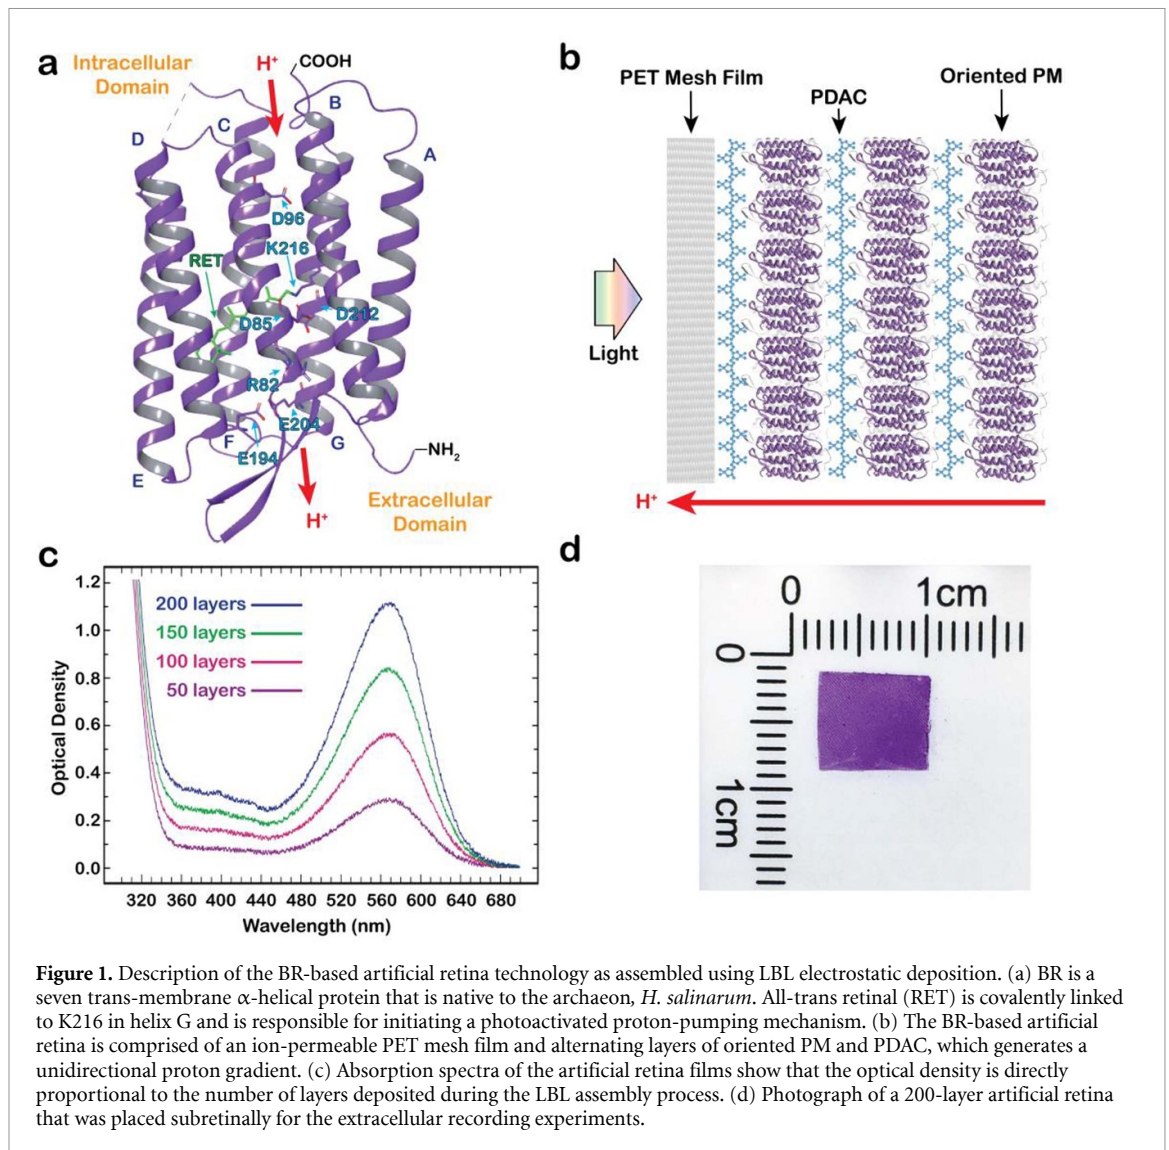 a
Intracellular
Domain
H⁺
COOH
B
C
D
A
D96
K216
RET
D85
D212
R82
E204
F
G
E194
E
NH₂
H⁺
Extracellular
Domain
b
PET Mesh Film
PDAC
Oriented PM
Light
H⁺
c
1.2
1.0
0.8
0.6
0.4
0.2
0.0
Optical Density
200 layers
150 layers
100 layers
50 layers
320 360 400 440 480 520 560 600 640 680
Wavelength (nm)
d
0 1cm
0
1cm
Figure 1. Description of the BR-based artificial retina technology as assembled using LBL electrostatic deposition. (a) BR is a
seven trans-membrane α-helical protein that is native to the archaeon, H. salinarum. All-trans retinal (RET) is covalently linked
to K216 in helix G and is responsible for initiating a photoactivated proton-pumping mechanism. (b) The BR-based artificial
retina is comprised of an ion-permeable PET mesh film and alternating layers of oriented PM and PDAC, which generates a
unidirectional proton gradient. (c) Absorption spectra of the artificial retina films show that the optical density is directly
proportional to the number of layers deposited during the LBL assembly process. (d) Photograph of a 200-layer artificial retina
that was placed subretinally for the extracellular recording experiments.